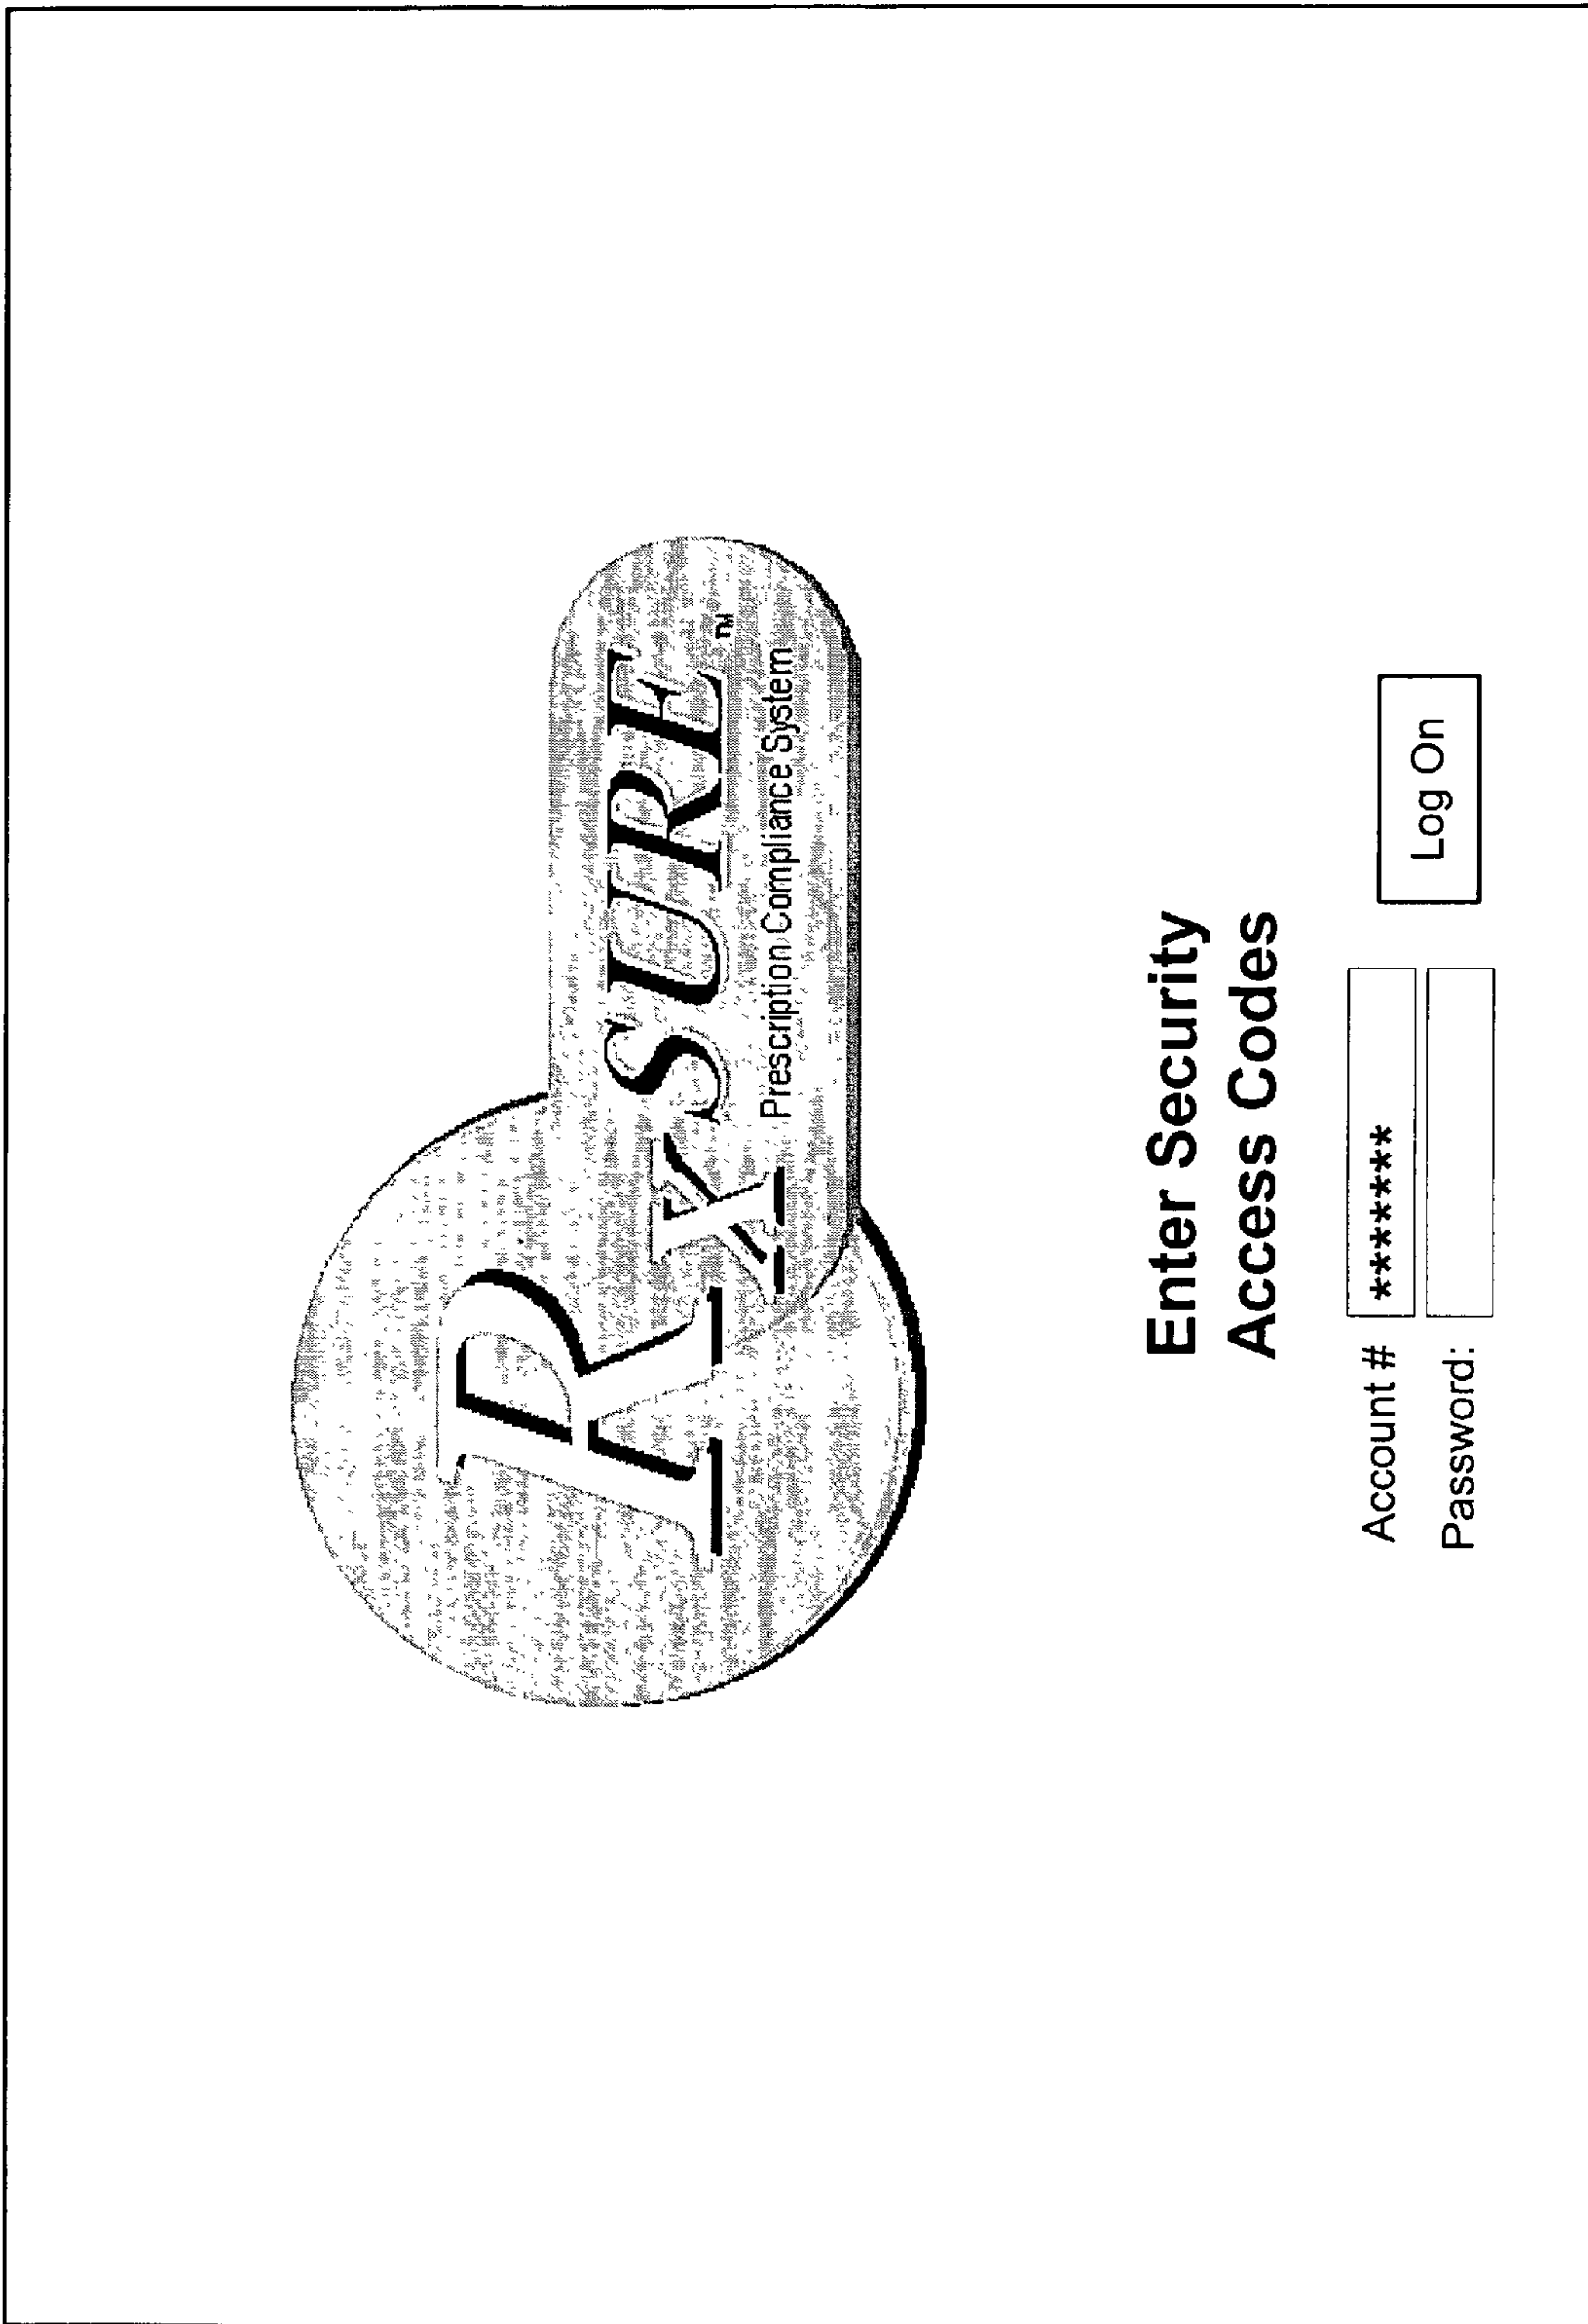 RXSURE™
Prescription Compliance System
Enter Security
Access Codes
Account # *******
Log On
Password: